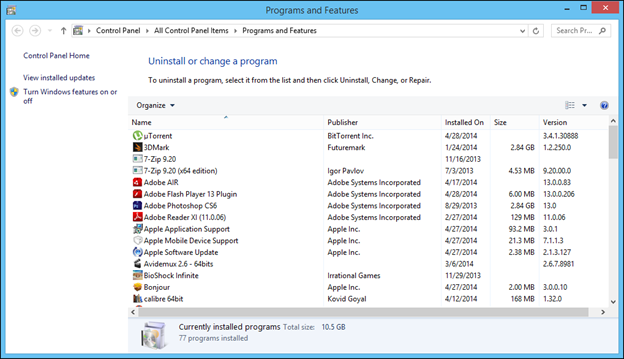 Programs and Features
Control Panel ▸ All Control Panel Items ▸ Programs and Features
Search Pr...
Control Panel Home
View installed updates
Turn Windows features on or
off
Uninstall or change a program
To uninstall a program, select it from the list and then click Uninstall, Change, or Repair.
Organize
Name Publisher Installed On Size Version
µTorrent BitTorrent Inc. 4/28/2014 3.4.1.30888
3DMark Futuremark 1/24/2014 2.84 GB 1.2.250.0
7-Zip 9.20 11/16/2013
7-Zip 9.20 (x64 edition) Igor Pavlov 7/3/2013 4.53 MB 9.20.00.0
Adobe AIR Adobe Systems Incorporated 4/17/2014 13.0.0.83
Adobe Flash Player 13 Plugin Adobe Systems Incorporated 4/28/2014 6.00 MB 13.0.0.206
Adobe Photoshop CS6 Adobe Systems Incorporated 8/29/2013 2.84 GB 13.0
Adobe Reader XI (11.0.06) Adobe Systems Incorporated 2/27/2014 129 MB 11.0.06
Apple Application Support Apple Inc. 4/27/2014 93.2 MB 3.0.1
Apple Mobile Device Support Apple Inc. 4/27/2014 21.3 MB 7.1.1.3
Apple Software Update Apple Inc. 4/27/2014 2.38 MB 2.1.3.127
Avidemux 2.6 - 64bits 3/6/2014 2.6.7.8981
BioShock Infinite Irrational Games 11/29/2013
Bonjour Apple Inc. 4/27/2014 2.00 MB 3.0.0.10
calibre 64bit Kovid Goyal 4/12/2014 168 MB 1.32.0
Currently installed programs Total size: 10.5 GB
77 programs installed